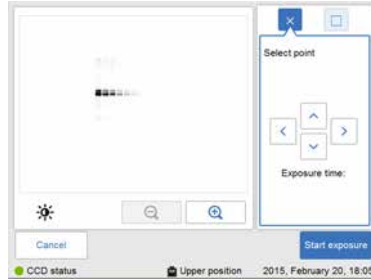 Select point
Exposure time:
Cancel
Start exposure
CCD status
Upper position
2015, February 20, 18:05